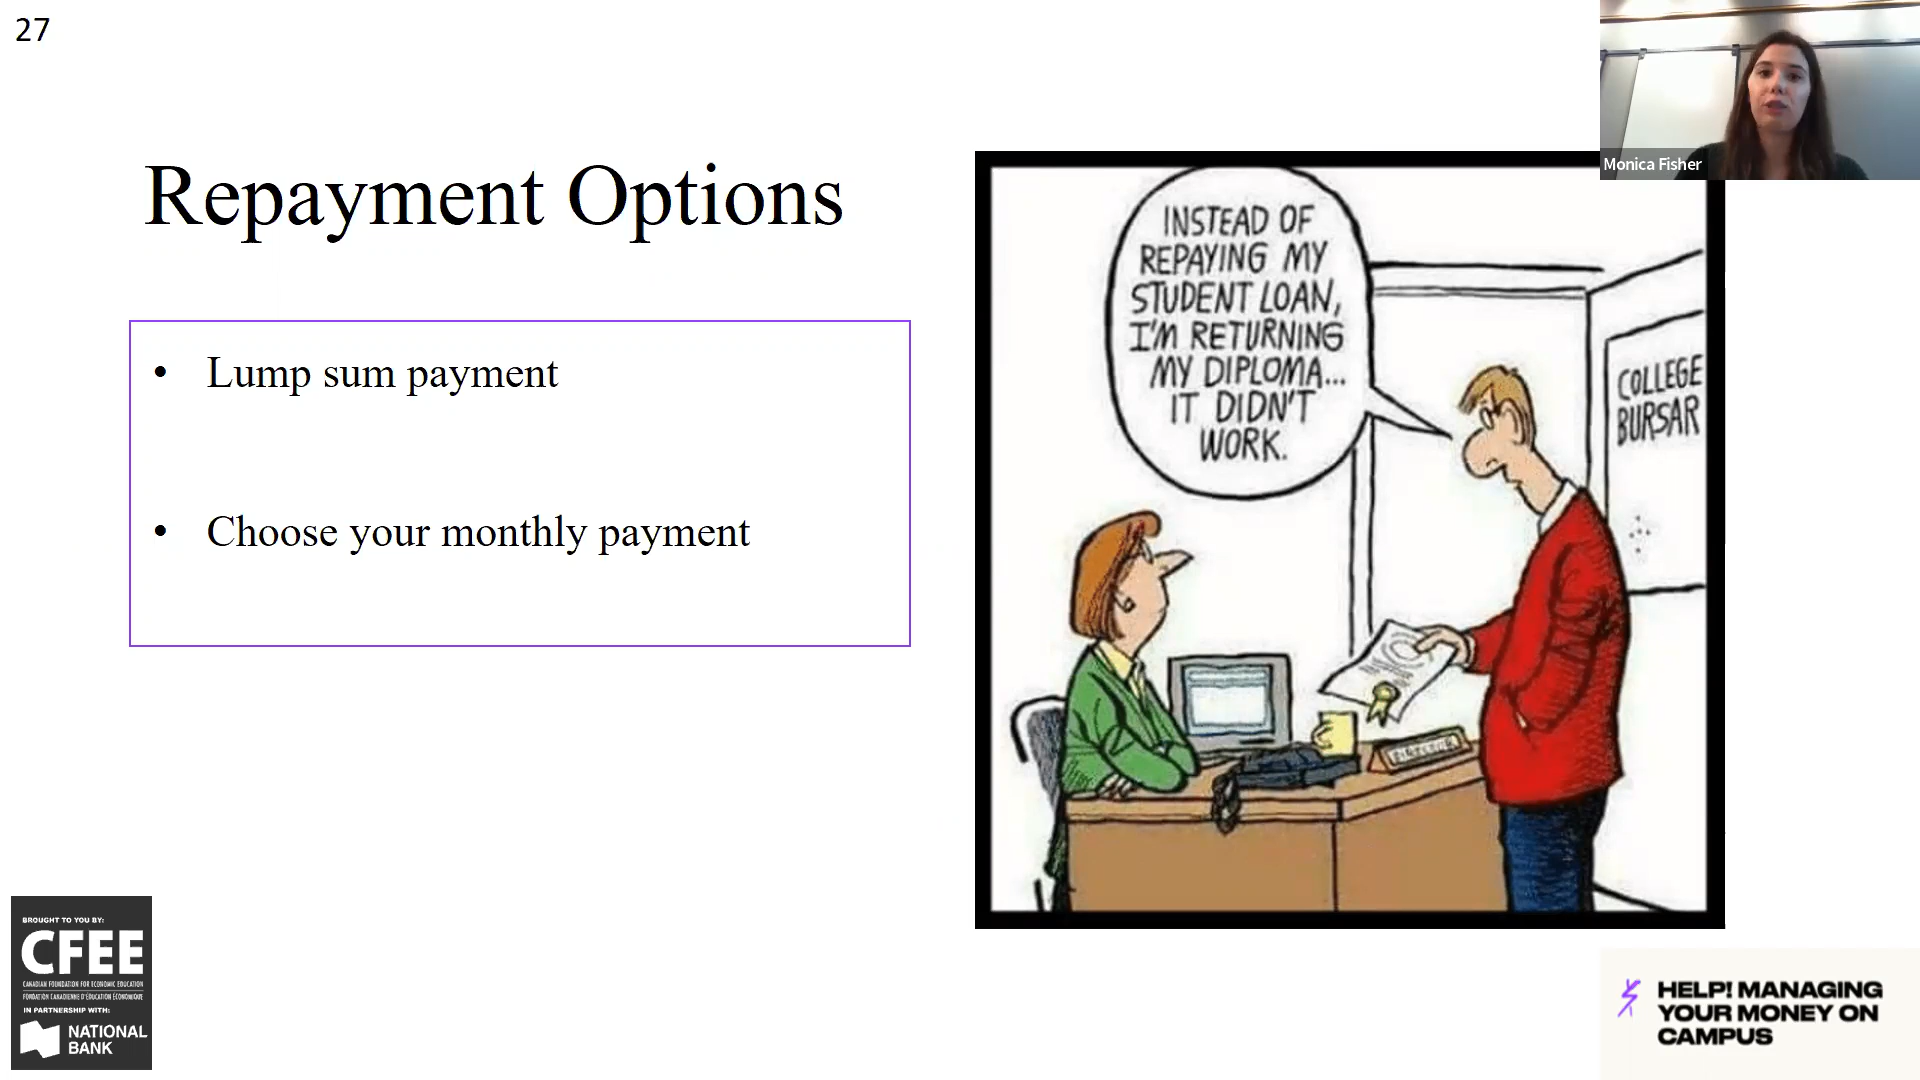 27
Monica Fisher
Repayment Options
• Lump sum payment
• Choose your monthly payment
INSTEAD OF
REPAYING MY
STUDENT LOAN,
I'M RETURNING
MY DIPLOMA...
IT DIDN'T
WORK.
COLLEGE
BURSAR
DIRECTOR
BROUGHT TO YOU BY:
CFEE
CANADIAN FOUNDATION FOR ECONOMIC EDUCATION
FONDATION CANADIENNE D'ÉDUCATION ÉCONOMIQUE
IN PARTNERSHIP WITH:
NATIONAL
BANK
HELP! MANAGING
YOUR MONEY ON
CAMPUS